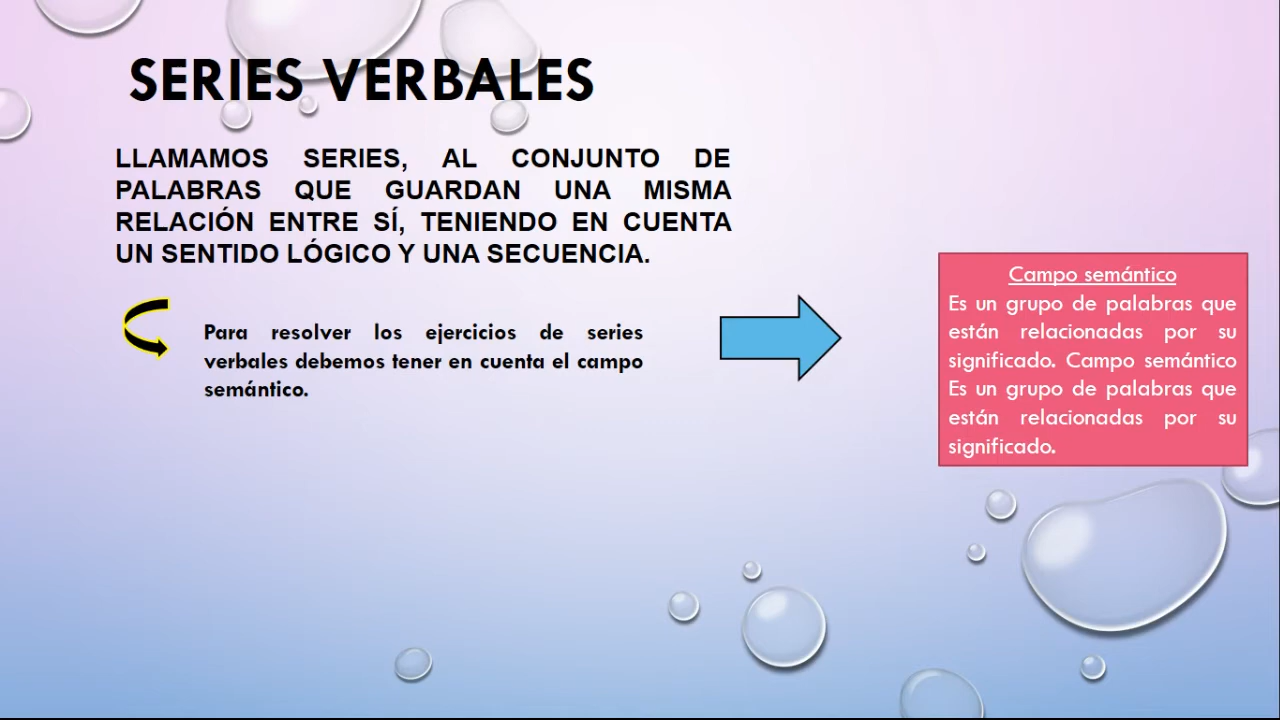 SERIES VERBALES
LLAMAMOS SERIES, AL CONJUNTO DE
PALABRAS QUE GUARDAN UNA MISMA
RELACIÓN ENTRE SÍ, TENIENDO EN CUENTA
UN SENTIDO LÓGICO Y UNA SECUENCIA.
Para resolver los ejercicios de series
verbales debemos tener en cuenta el campo
semántico.
Campo semántico
Es un grupo de palabras que
están relacionadas por su
significado. Campo semántico
Es un grupo de palabras que
están relacionadas por su
significado.